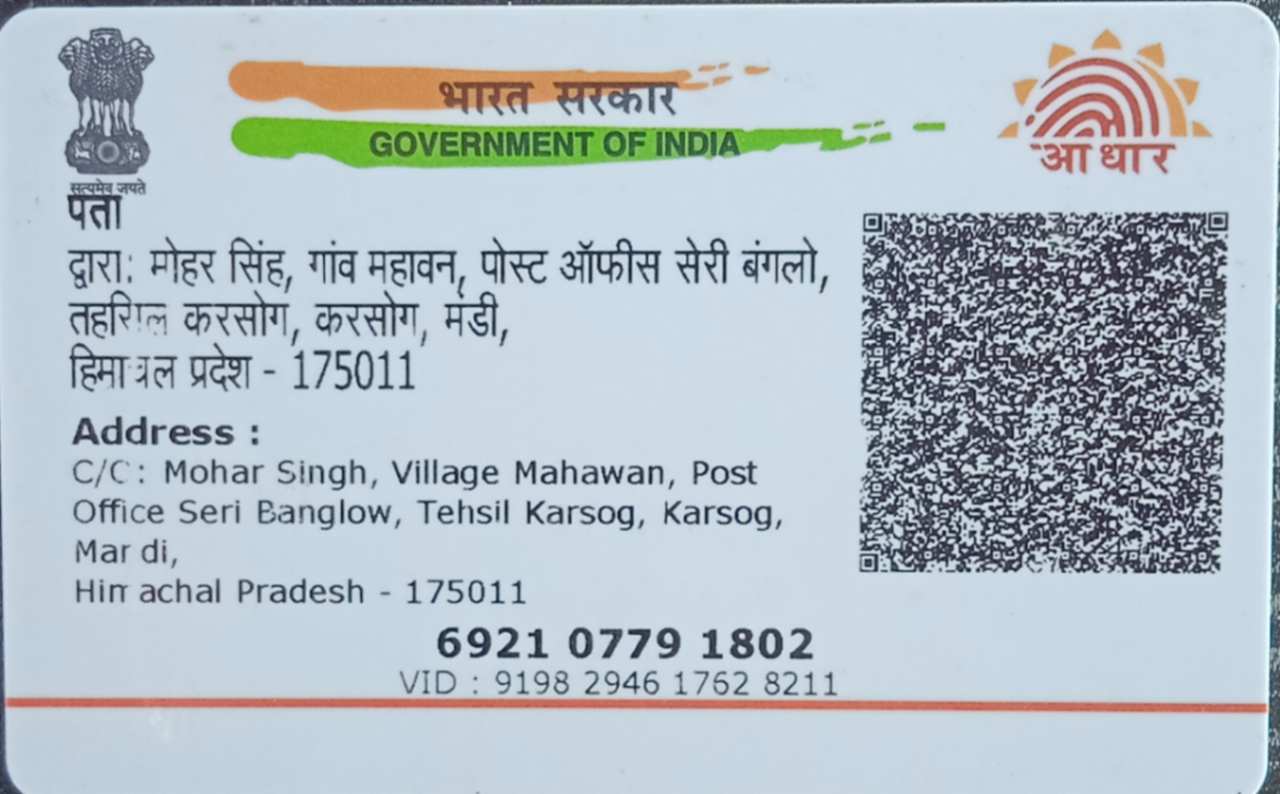 भारत सरकार
GOVERNMENT OF INDIA
सत्यमेव जयते
आधार
पता
द्वारा: मोहर सिंह, गांव महावन, पोस्ट ऑफीस सेरी बंगलो,
तहसिल करसोग, करसोग, मंडी,
हिमाचल प्रदेश - 175011
Address :
C/O: Mohar Singh, Village Mahawan, Post
Office Seri Banglow, Tehsil Karsog, Karsog,
Mandi,
Himachal Pradesh - 175011
6921 0779 1802
VID : 9198 2946 1762 8211